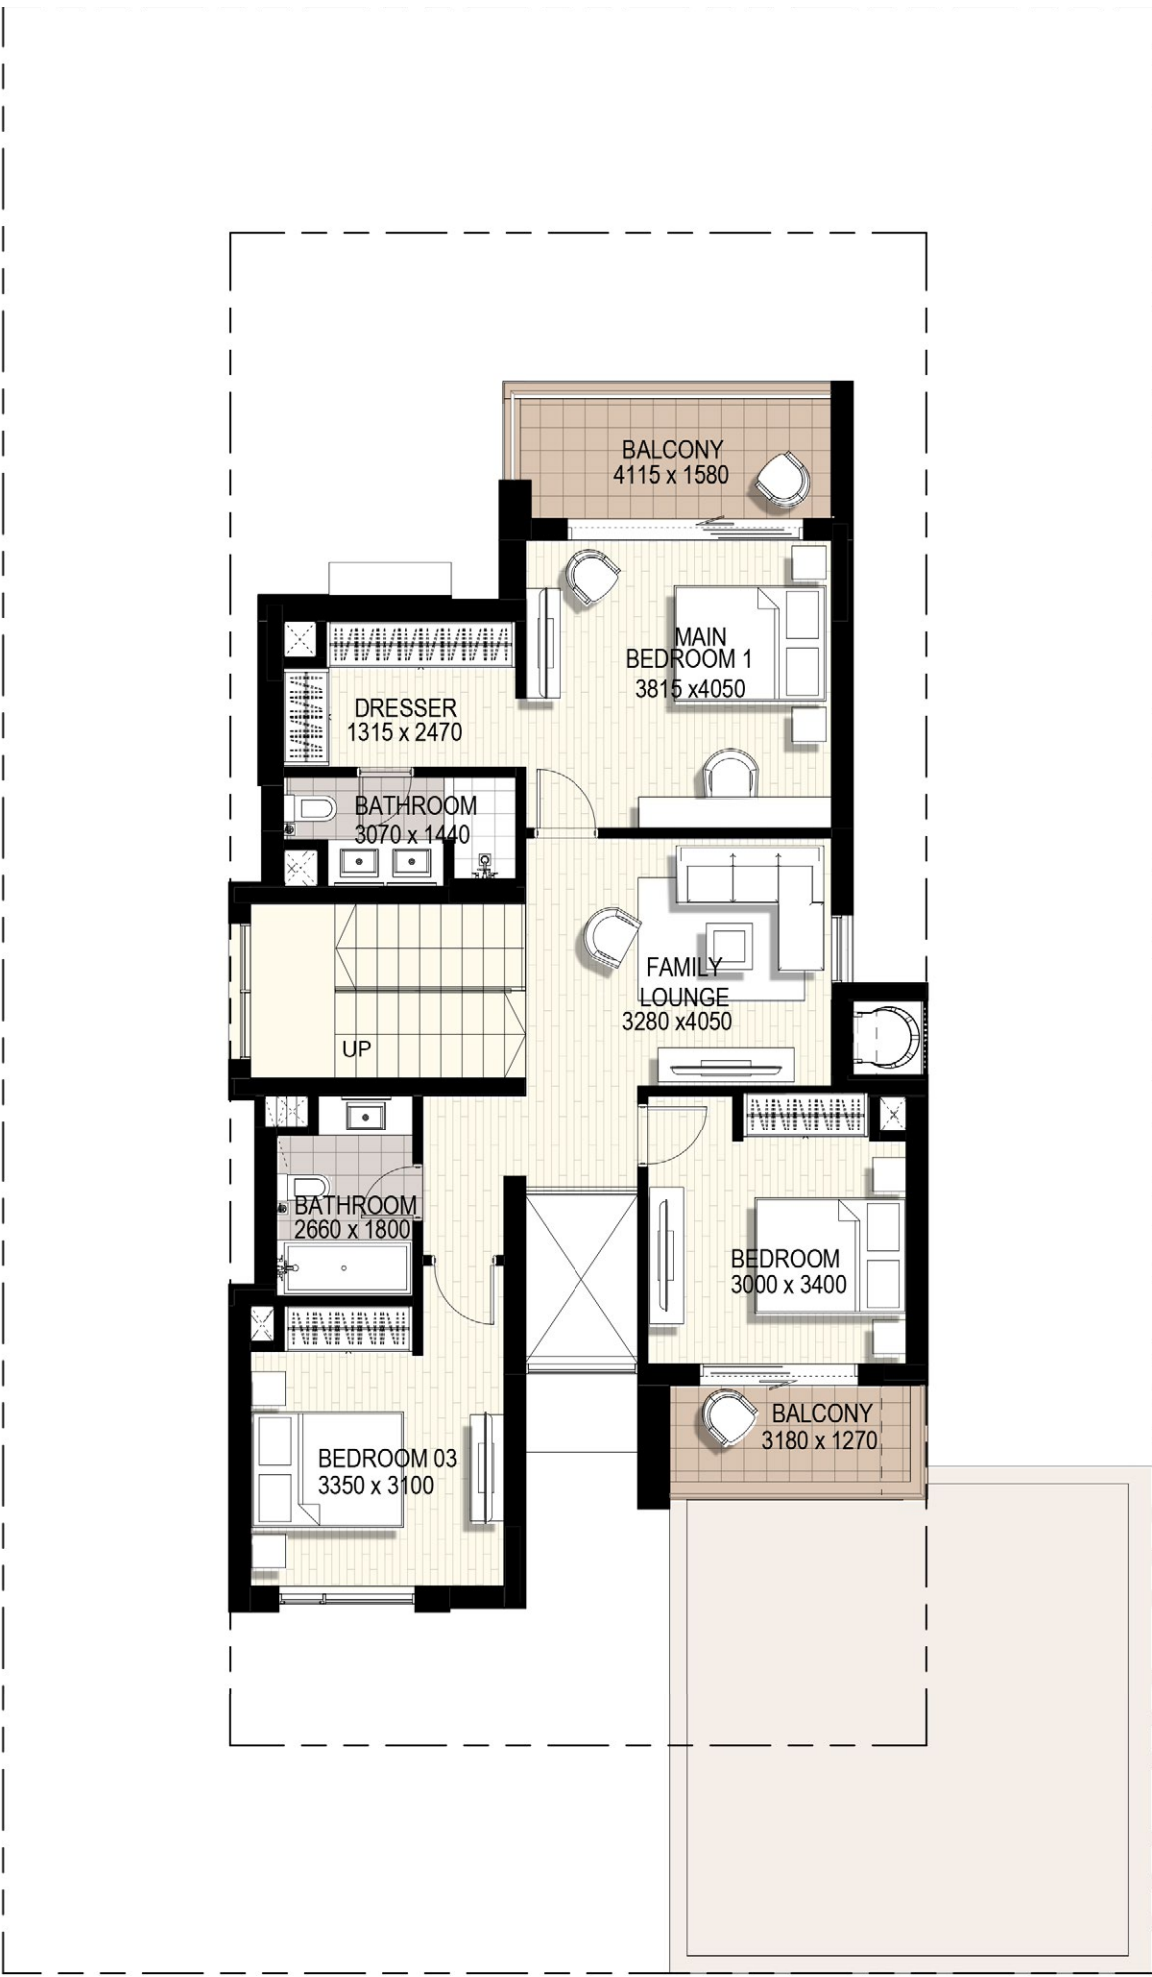 BALCONY
4115 x 1580
MAIN
BEDROOM 1
3815 x4050
DRESSER
1315 x 2470
BATHROOM
3070 x 1440
FAMILY
LOUNGE
3280 x4050
UP
BATHROOM
2660 x 1800
BEDROOM
3000 x 3400
BALCONY
3180 x 1270
BEDROOM 03
3350 x 3100